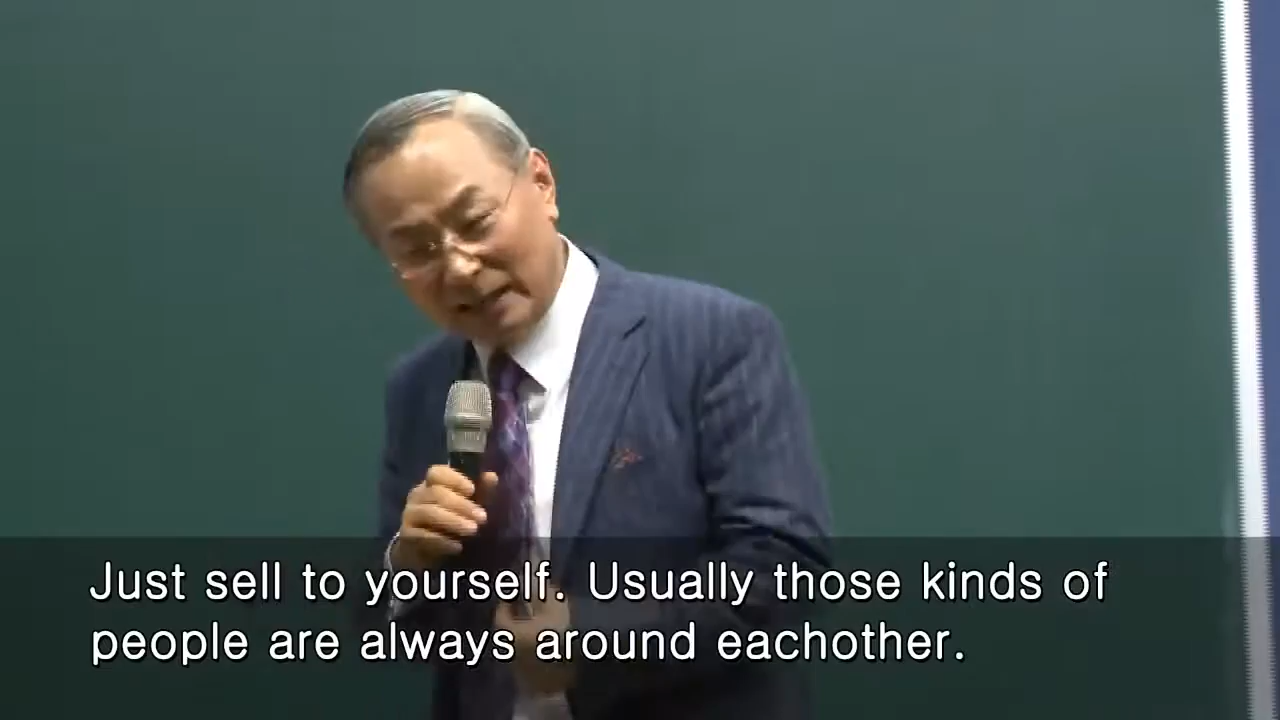 Just sell to yourself. Usually those kinds of
people are always around eachother.